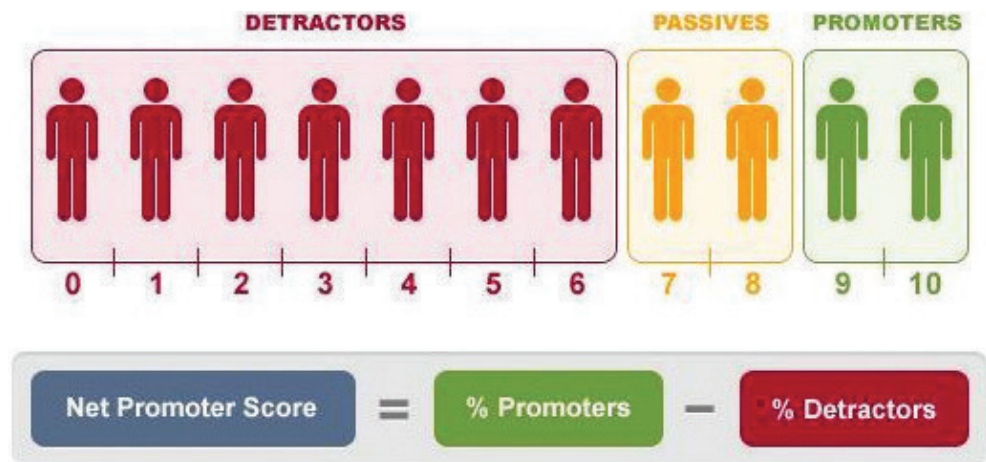 DETRACTORS PASSIVES PROMOTERS
0 1 2 3 4 5 6 7 8 9 10
Net Promoter Score = % Promoters − % Detractors